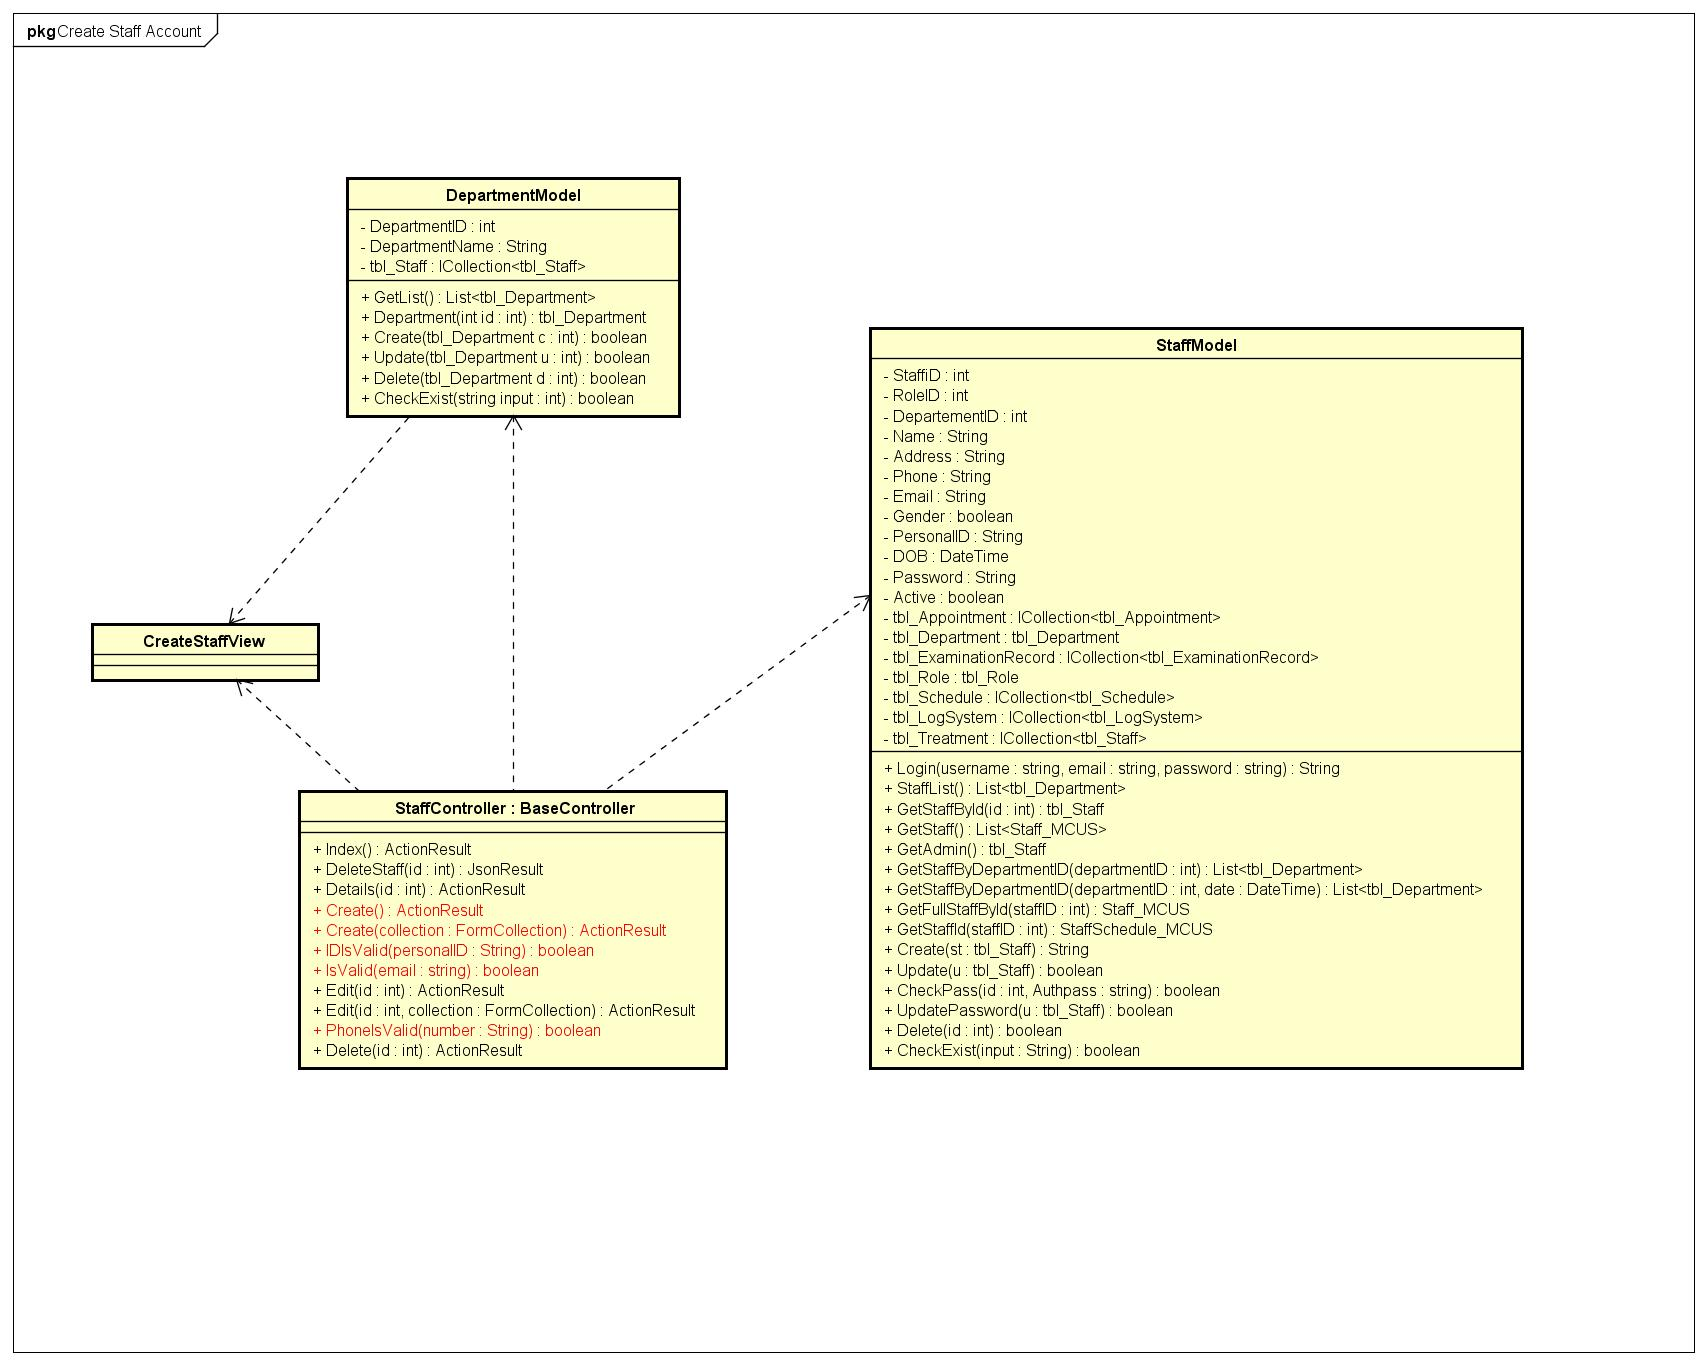 pkg Create Staff Account
DepartmentModel
- DepartmentID : int
- DepartmentName : String
- tbl_Staff : ICollection<tbl_Staff>
+ GetList() : List<tbl_Department>
+ Department(int id : int) : tbl_Department
+ Create(tbl_Department c : int) : boolean
+ Update(tbl_Department u : int) : boolean
+ Delete(tbl_Department d : int) : boolean
+ CheckExist(string input : int) : boolean
StaffModel
- StaffiD : int
- RoleID : int
- DepartementID : int
- Name : String
- Address : String
- Phone : String
- Email : String
- Gender : boolean
- PersonalID : String
- DOB : DateTime
- Password : String
- Active : boolean
- tbl_Appointment : ICollection<tbl_Appointment>
- tbl_Department : tbl_Department
- tbl_ExaminationRecord : ICollection<tbl_ExaminationRecord>
- tbl_Role : tbl_Role
- tbl_Schedule : ICollection<tbl_Schedule>
- tbl_LogSystem : ICollection<tbl_LogSystem>
- tbl_Treatment : ICollection<tbl_Staff>
+ Login(username : string, email : string, password : string) : String
+ StaffList() : List<tbl_Department>
+ GetStaffById(id : int) : tbl_Staff
+ GetStaff() : List<Staff_MCUS>
+ GetAdmin() : tbl_Staff
+ GetStaffByDepartmentID(departmentID : int) : List<tbl_Department>
+ GetStaffByDepartmentID(departmentID : int, date : DateTime) : List<tbl_Department>
+ GetFullStaffById(staffID : int) : Staff_MCUS
+ GetStaffId(staffID : int) : StaffSchedule_MCUS
+ Create(st : tbl_Staff) : String
+ Update(u : tbl_Staff) : boolean
+ CheckPass(id : int, Authpass : string) : boolean
+ UpdatePassword(u : tbl_Staff) : boolean
+ Delete(id : int) : boolean
+ CheckExist(input : String) : boolean
CreateStaffView
StaffController : BaseController
+ Index() : ActionResult
+ DeleteStaff(id : int) : JsonResult
+ Details(id : int) : ActionResult
+ Create() : ActionResult
+ Create(collection : FormCollection) : ActionResult
+ IDIsValid(personalID : String) : boolean
+ IsValid(email : string) : boolean
+ Edit(id : int) : ActionResult
+ Edit(id : int, collection : FormCollection) : ActionResult
+ PhoneIsValid(number : String) : boolean
+ Delete(id : int) : ActionResult